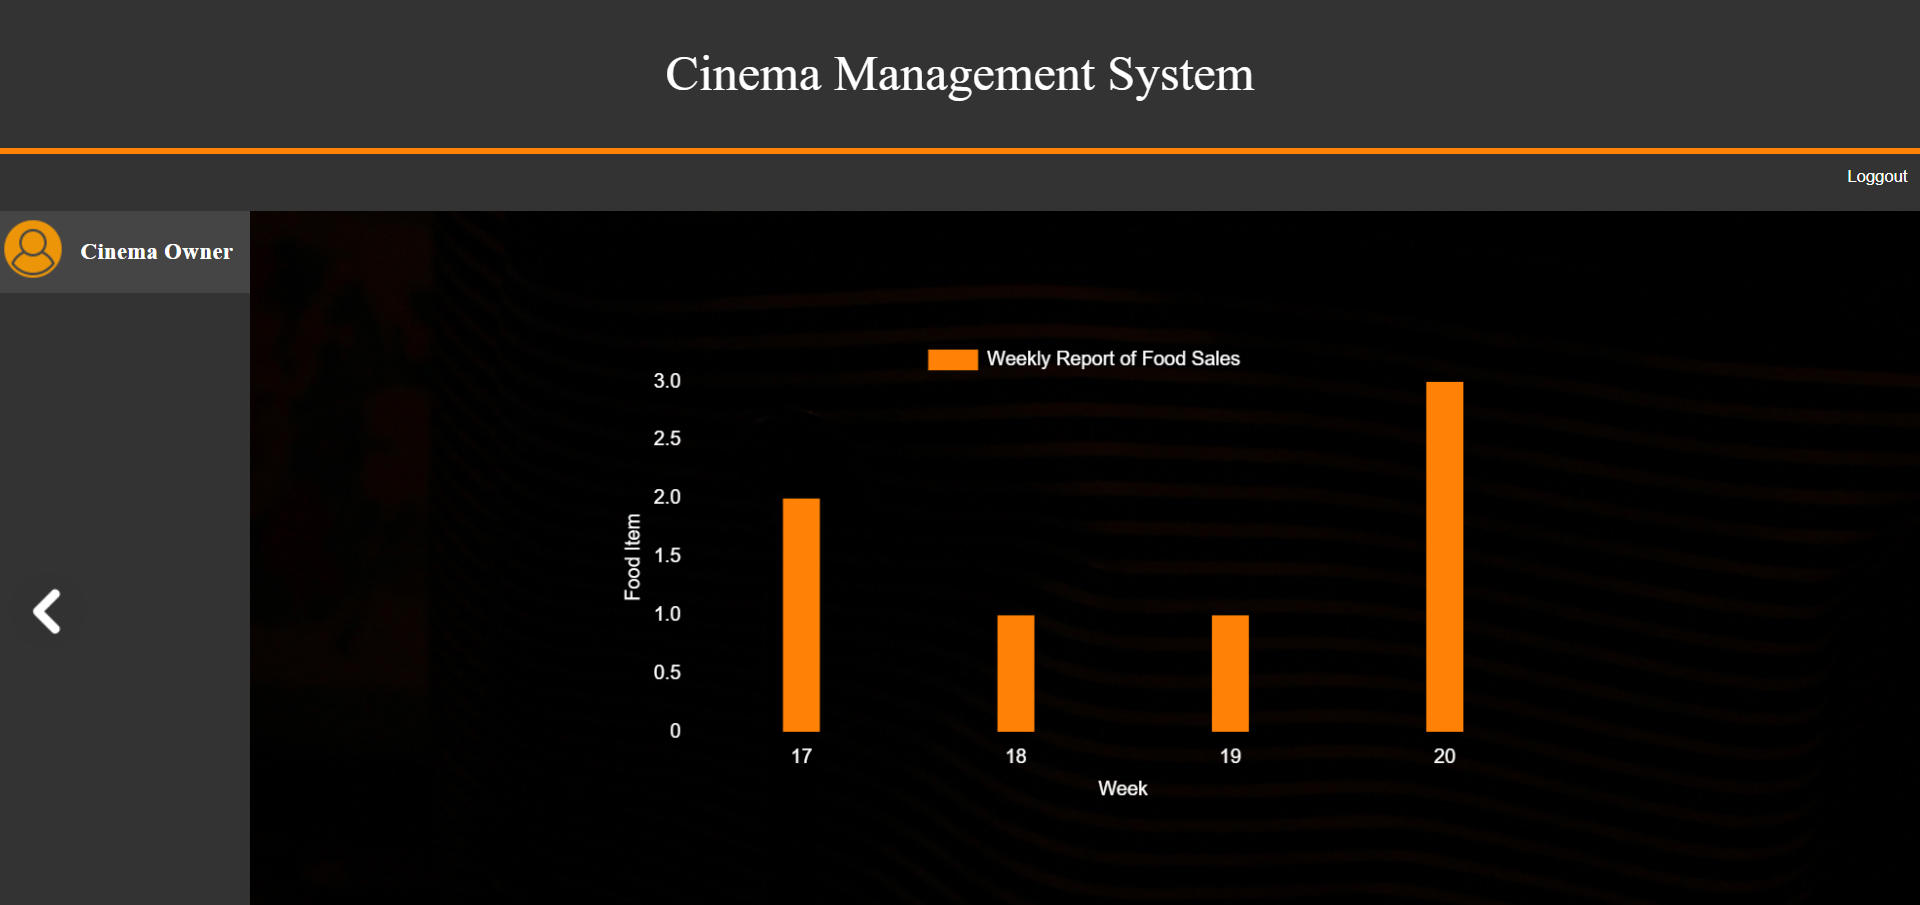 Cinema Management System
Loggout
Cinema Owner
Weekly Report of Food Sales
3.0
2.5
2.0
1.5
1.0
0.5
0
Food Item
17 18 19 20
Week